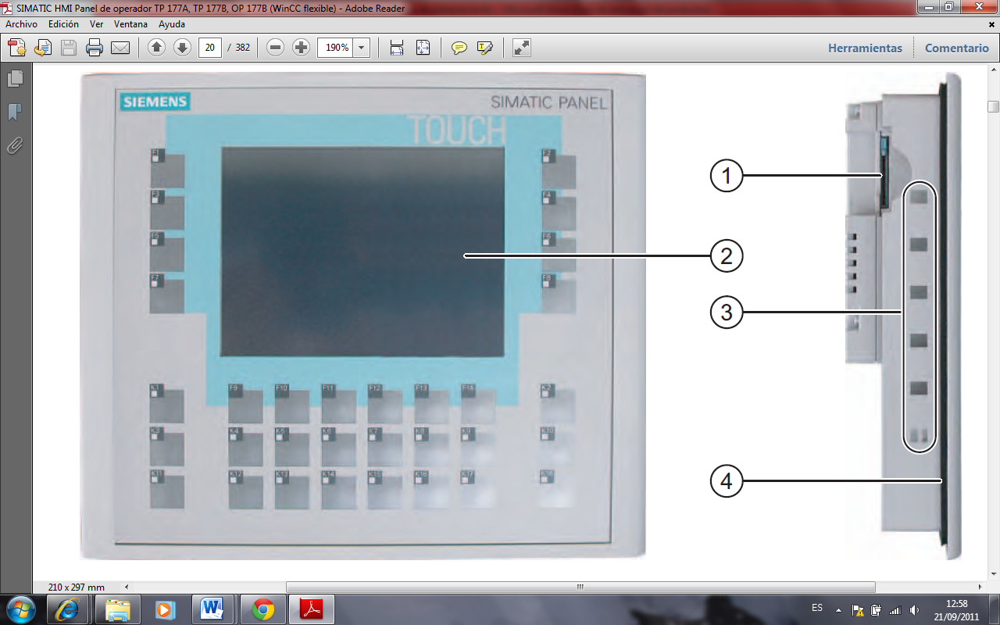 SIMATIC HMI Panel de operador TP 177A, TP 177B, OP 177B (WinCC flexible) - Adobe Reader
Archivo Edición Ver Ventana Ayuda
20 / 382 190% Herramientas Comentario
SIEMENS SIMATIC PANEL
TOUCH
F1 F2
F3 F4
F5 F6
F7 F8
1
2
3
4
K1 F9 F10 F11 F12 F13 F14 K2
K3 K4 K5 K6 K7 K8 K9 K10
K11 K12 K13 K14 K15 K16 K17
210 x 297 mm
ES 12:58
21/09/2011